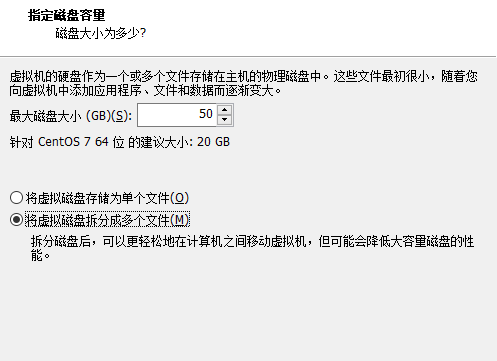 指定磁盘容量
磁盘大小为多少?
虚拟机的硬盘作为一个或多个文件存储在主机的物理磁盘中。这些文件最初很小，随着您
向虚拟机中添加应用程序、文件和数据而逐渐变大。
最大磁盘大小 (GB)(S): 50
针对 CentOS 7 64 位 的建议大小: 20 GB
将虚拟磁盘存储为单个文件(O)
将虚拟磁盘拆分成多个文件(M)
拆分磁盘后，可以更轻松地在计算机之间移动虚拟机，但可能会降低大容量磁盘的性
能。